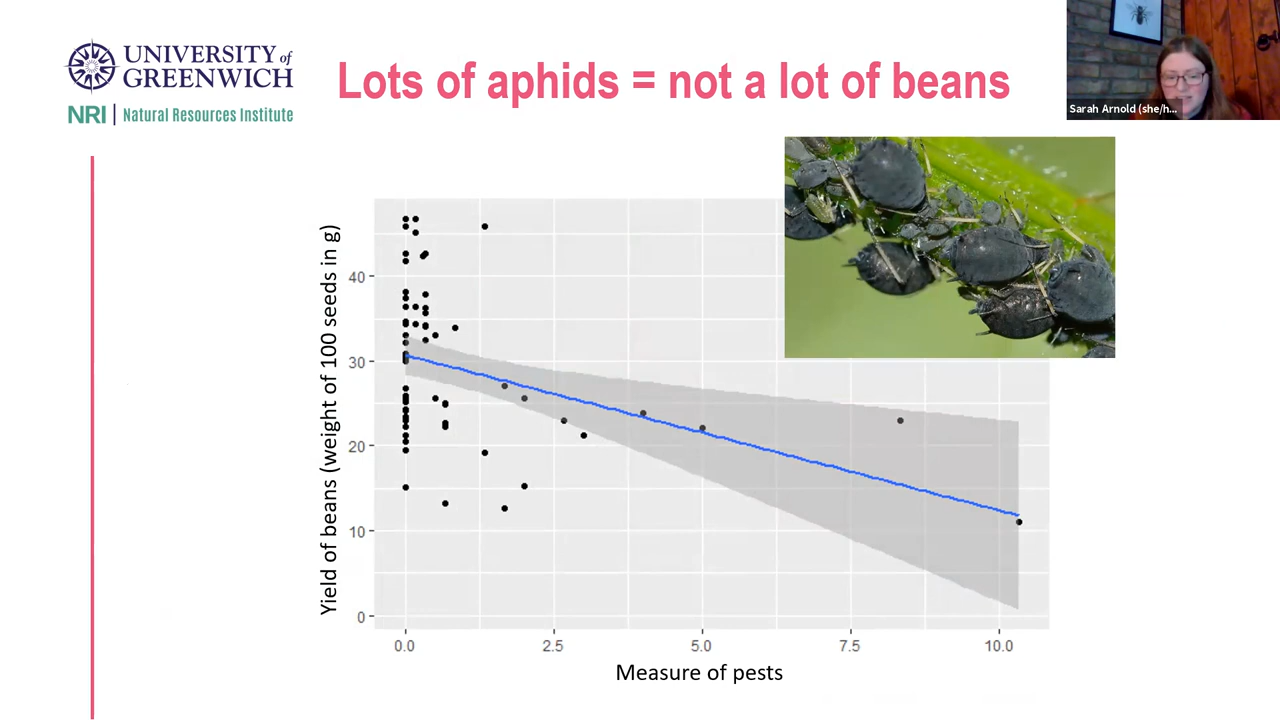 UNIVERSITY of
GREENWICH
NRI | Natural Resources Institute
Lots of aphids = not a lot of beans
Sarah Arnold (she/h...
Yield of beans (weight of 100 seeds in g)
40
30
20
10
0
0.0 2.5 5.0 7.5 10.0
Measure of pests